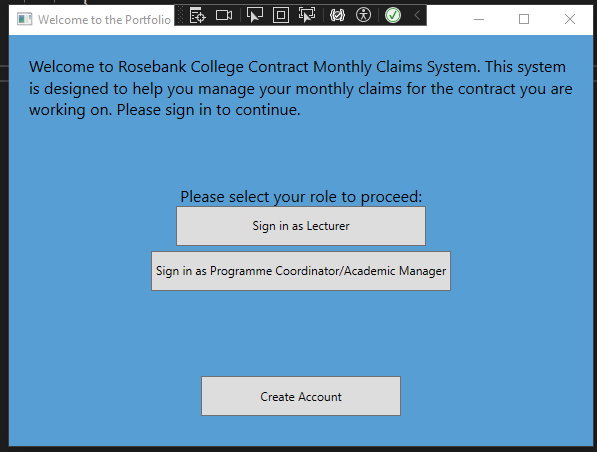 Welcome to the Portfolio
Welcome to Rosebank College Contract Monthly Claims System. This system
is designed to help you manage your monthly claims for the contract you are
working on. Please sign in to continue.
Please select your role to proceed:
Sign in as Lecturer
Sign in as Programme Coordinator/Academic Manager
Create Account